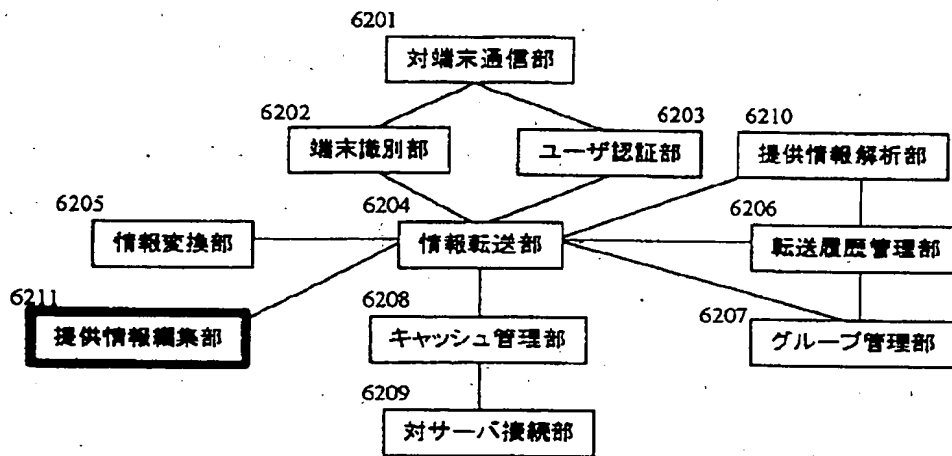 6201
対端末通信部
6202
端末識別部
6203
ユーザ認証部
6210
提供情報解析部
6205
情報変換部
6204
情報転送部
6206
転送履歴管理部
6211
提供情報編集部
6208
キャッシュ管理部
6207
グループ管理部
6209
対サーバ接続部